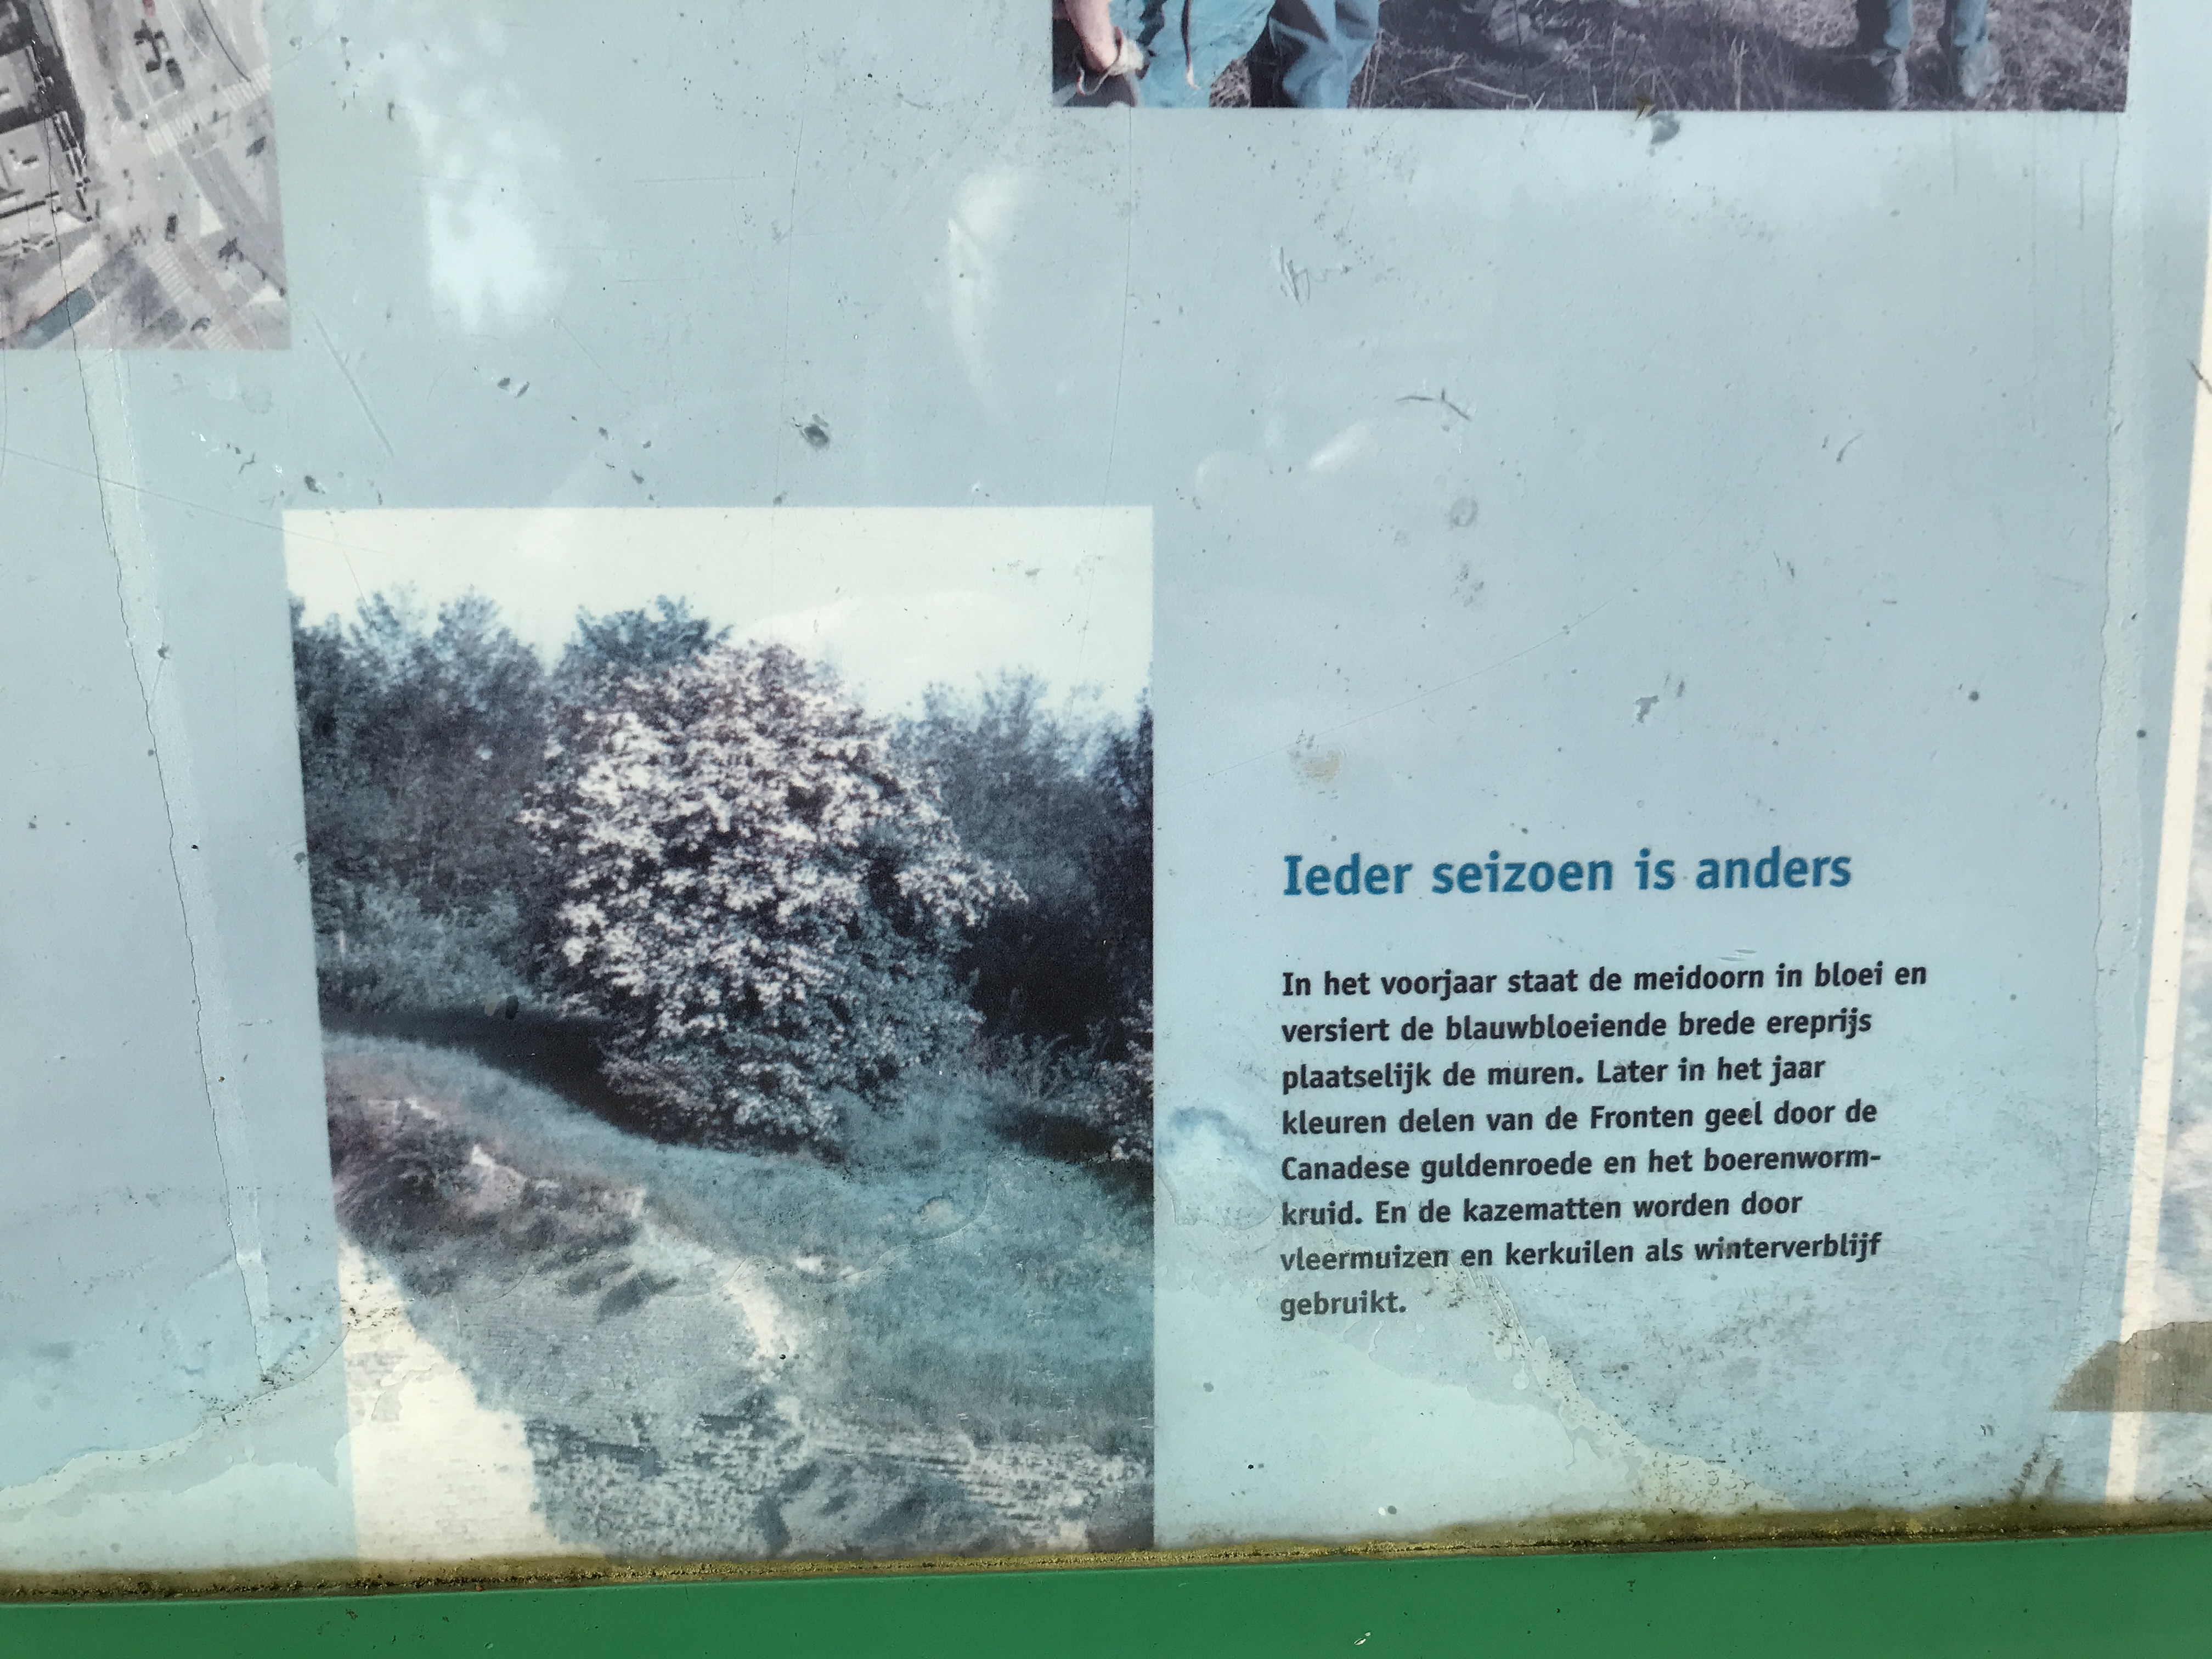 Ieder seizoen is anders
In het voorjaar staat de meidoorn in bloei en
versiert de blauwbloeiende brede ereprijs
plaatselijk de muren. Later in het jaar
kleuren delen van de Fronten geel door de
Canadese guldenroede en het boerenworm-
kruid. En de kazematten worden door
vleermuizen en kerkuilen als winterverblijf
gebruikt.